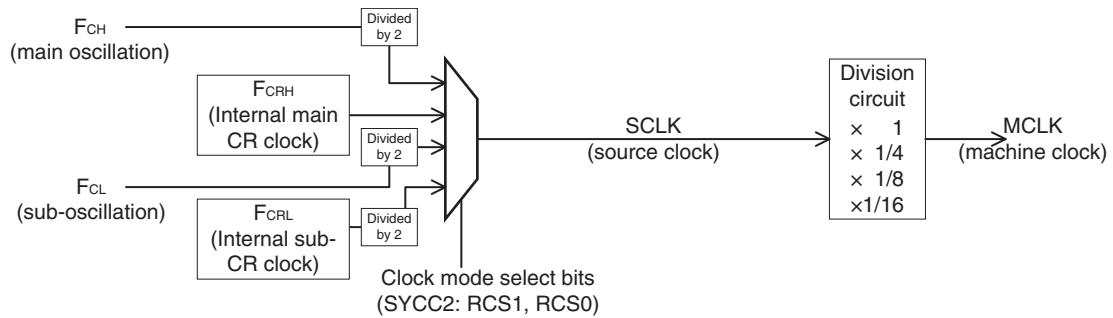 FCH
(main oscillation)
Divided
by 2
FCRH
(Internal main
CR clock)
Divided
by 2
FCL
(sub-oscillation)
FCRL
(Internal sub-
CR clock)
Divided
by 2
Clock mode select bits
(SYCC2: RCS1, RCS0)
SCLK
(source clock)
Division
circuit
× 1
× 1/4
× 1/8
×1/16
MCLK
(machine clock)